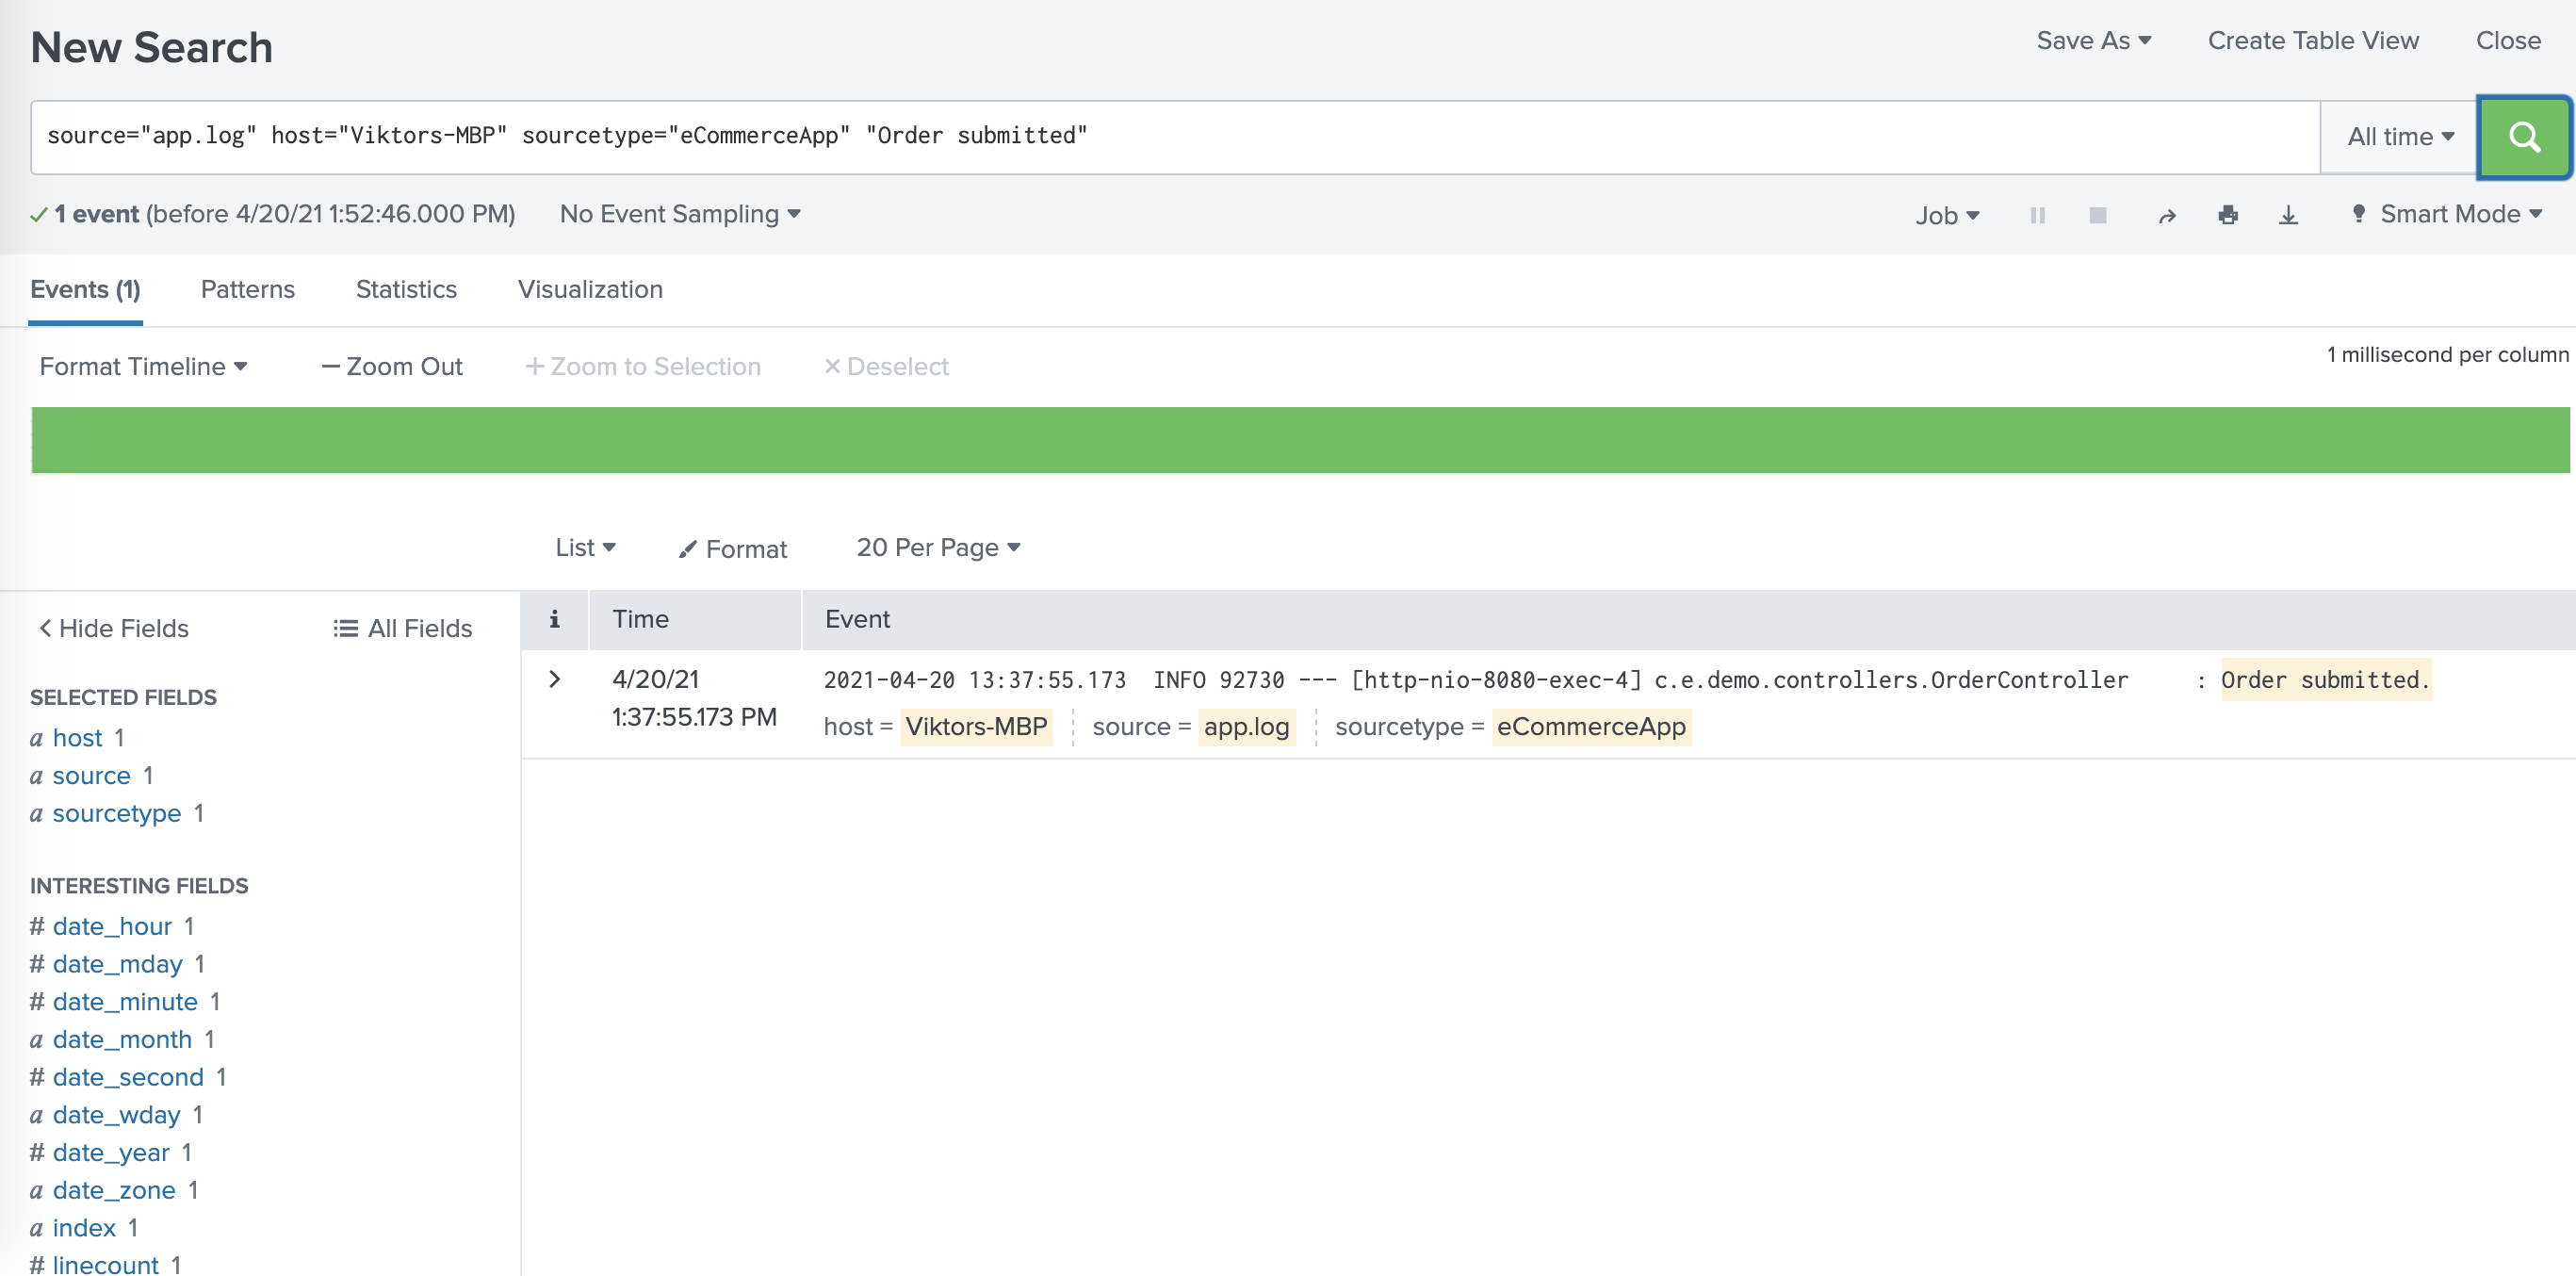 New Search
Save As Create Table View Close
source="app.log" host="Viktors-MBP" sourcetype="eCommerceApp" "Order submitted"
All time
1 event (before 4/20/21 1:52:46.000 PM) No Event Sampling
Job Smart Mode
Events (1) Patterns Statistics Visualization
Format Timeline — Zoom Out + Zoom to Selection × Deselect
1 millisecond per column
List Format 20 Per Page
< Hide Fields All Fields
SELECTED FIELDS
a host 1
a source 1
a sourcetype 1
INTERESTING FIELDS
# date_hour 1
# date_mday 1
# date_minute 1
a date_month 1
# date_second 1
a date_wday 1
# date_year 1
a date_zone 1
a index 1
# linecount 1
i Time Event
> 4/20/21
1:37:55.173 PM
2021-04-20 13:37:55.173 INFO 92730 --- [http-nio-8080-exec-4] c.e.demo.controllers.OrderController : Order submitted.
host = Viktors-MBP source = app.log sourcetype = eCommerceApp